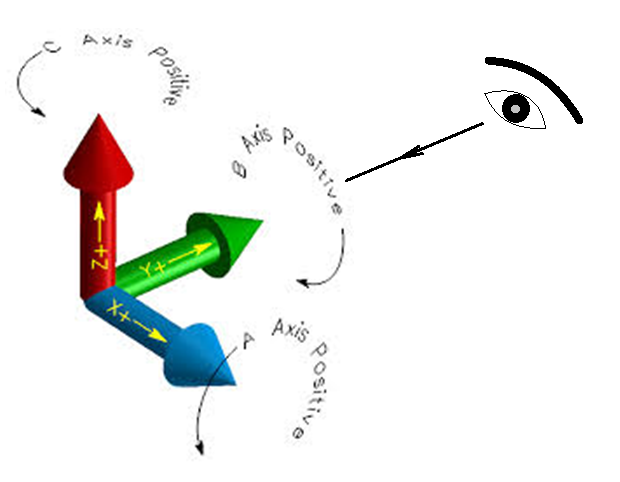 C Axis Positive
B Axis Positive
Z+
Y+
X+
A Axis Positive